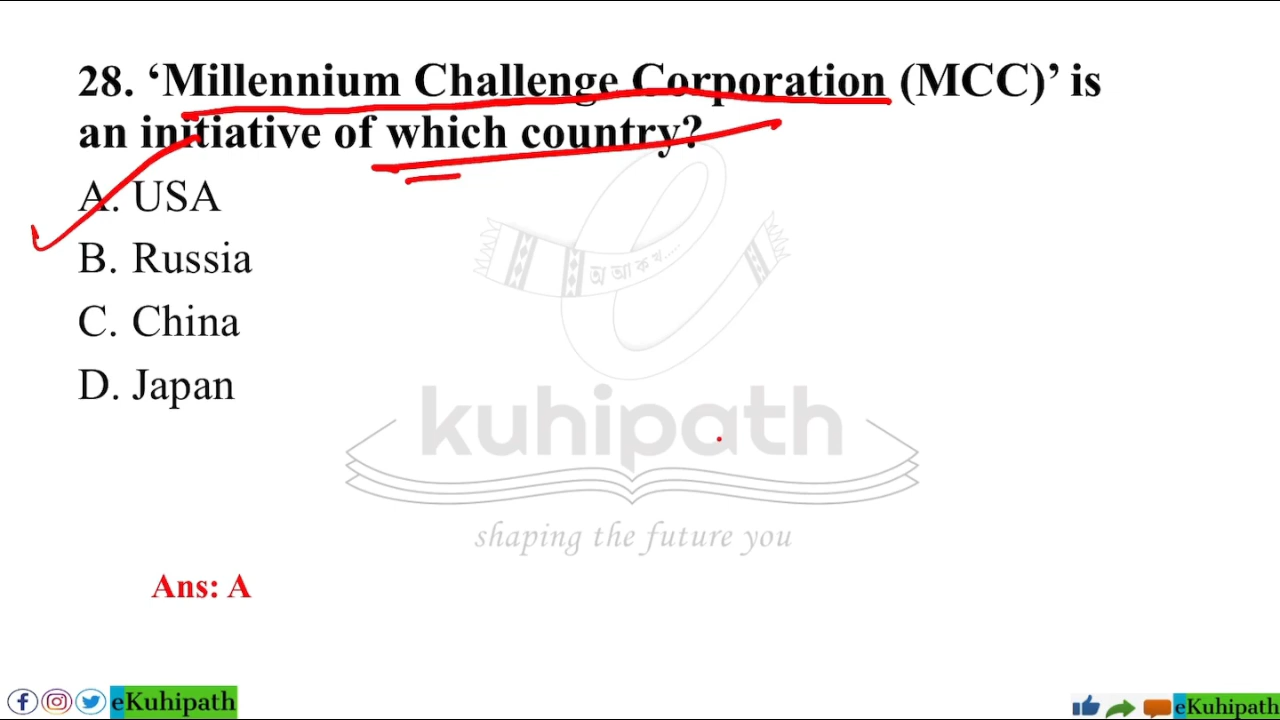 28. ‘Millennium Challenge Corporation (MCC)’ is
an initiative of which country?
A. USA
B. Russia
C. China
D. Japan
অ আ ক খ.....
kuhipath
shaping the future you
Ans: A
eKuhipath
eKuhipath